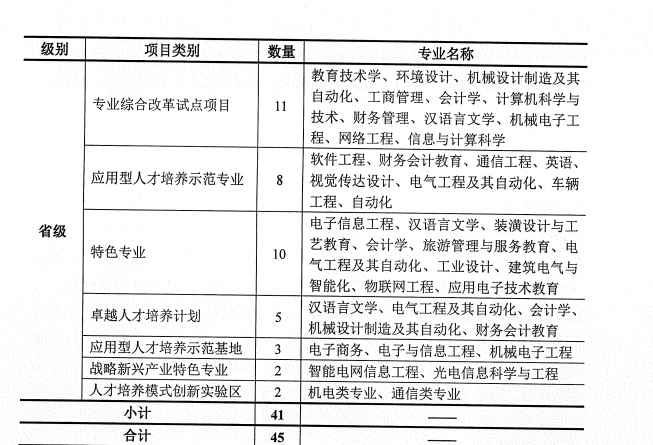 级别 项目类别 数量 专业名称
教育技术学、环境设计、机械设计制造及其
自动化、工商管理、会计学、计算机科学与
专业综合改革试点项目 11
技术、财务管理、汉语言文学、机械电子工
程、网络工程、信息与计算科学
软件工程、财务会计教育、通信工程、英语、
应用型人才培养示范专业 8 视觉传达设计、电气工程及其自动化、车辆
工程、自动化
省级
电子信息工程、汉语言文学、装潢设计与工
艺教育、会计学、旅游管理与服务教育、电
特色专业 10
气工程及其自动化、工业设计、建筑电气与
智能化、物联网工程、应用电子技术教育
卓越人才培养计划 5 汉语言文学、电气工程及其自动化、会计学、
机械设计制造及其自动化、财务会计教育
应用型人才培养示范基地 3 电子商务、电子与信息工程、机械电子工程
战略新兴产业特色专业 2 智能电网信息工程、光电信息科学与工程
人才培养模式创新实验区 2 机电类专业、通信类专业
小计 41 ——
合计 45 ——